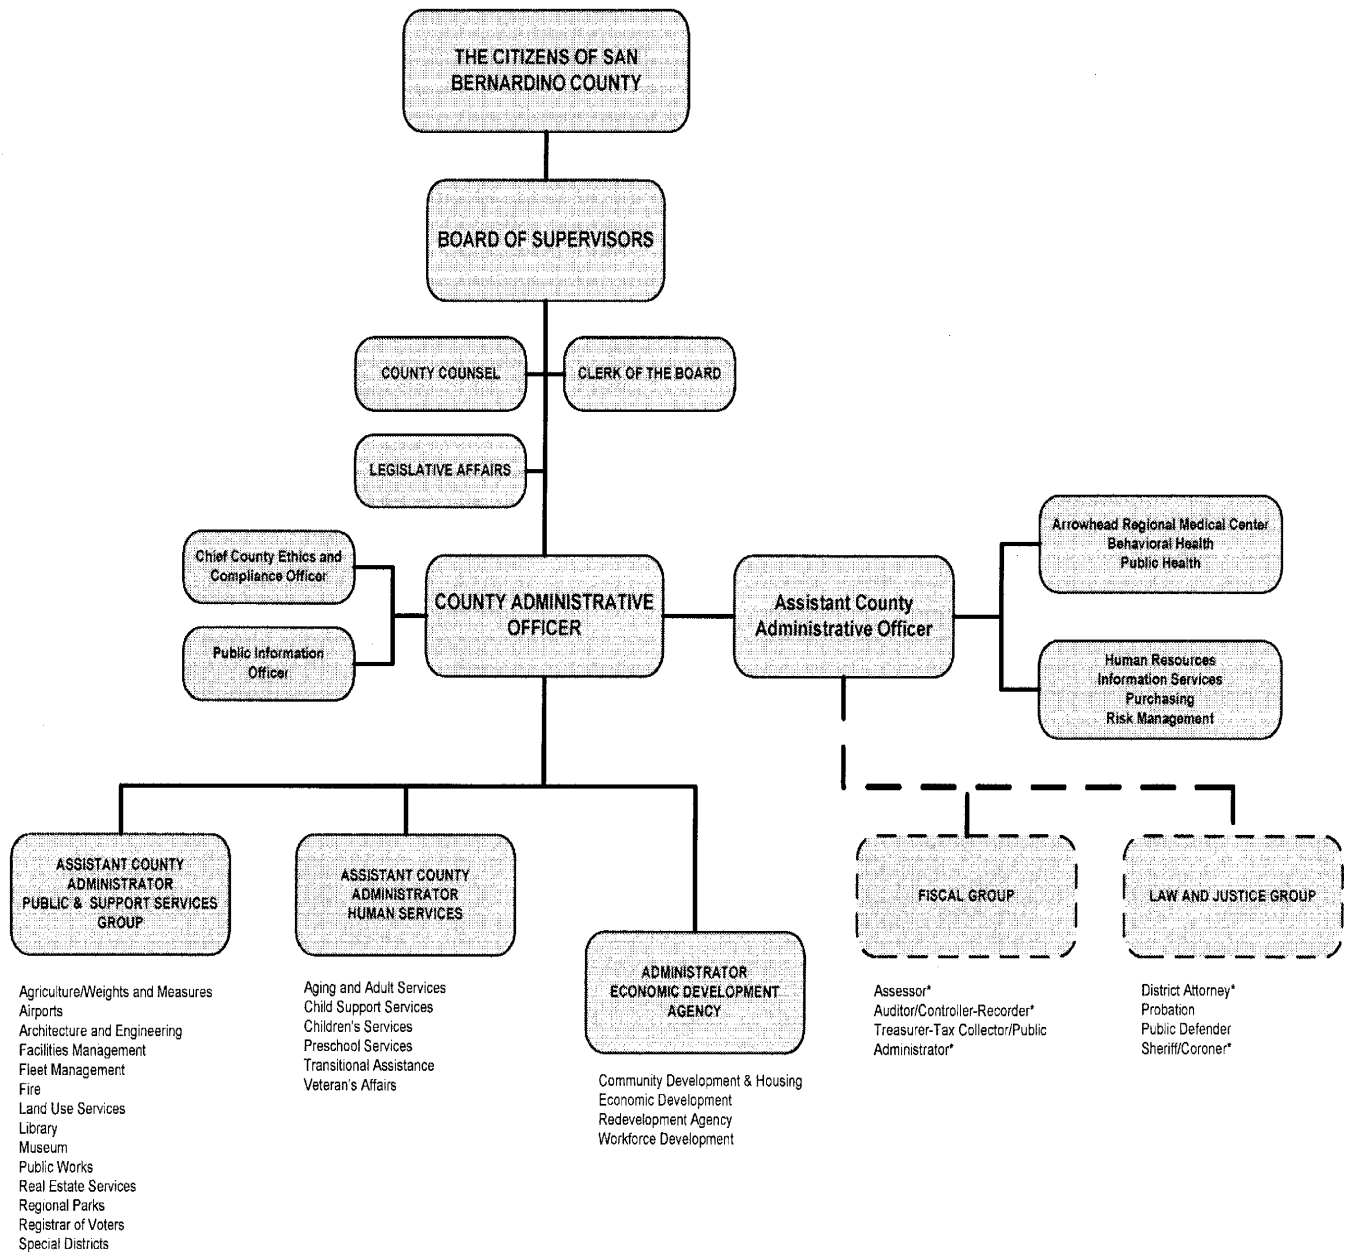 THE CITIZENS OF SAN
BERNARDINO COUNTY
BOARD OF SUPERVISORS
COUNTY COUNSEL
CLERK OF THE BOARD
LEGISLATIVE AFFAIRS
Chief County Ethics and
Compliance Officer
Public Information
Officer
COUNTY ADMINISTRATIVE
OFFICER
Assistant County
Administrative Officer
Arrowhead Regional Medical Center
Behavioral Health
Public Health
Human Resources
Information Services
Purchasing
Risk Management
ASSISTANT COUNTY
ADMINISTRATOR
PUBLIC & SUPPORT SERVICES
GROUP
Agriculture/Weights and Measures
Airports
Architecture and Engineering
Facilities Management
Fleet Management
Fire
Land Use Services
Library
Museum
Public Works
Real Estate Services
Regional Parks
Registrar of Voters
Special Districts
ASSISTANT COUNTY
ADMINISTRATOR
HUMAN SERVICES
Aging and Adult Services
Child Support Services
Children's Services
Preschool Services
Transitional Assistance
Veteran's Affairs
ADMINISTRATOR
ECONOMIC DEVELOPMENT
AGENCY
Community Development & Housing
Economic Development
Redevelopment Agency
Workforce Development
FISCAL GROUP
Assessor*
Auditor/Controller-Recorder*
Treasurer-Tax Collector/Public
Administrator*
LAW AND JUSTICE GROUP
District Attorney*
Probation
Public Defender
Sheriff/Coroner*